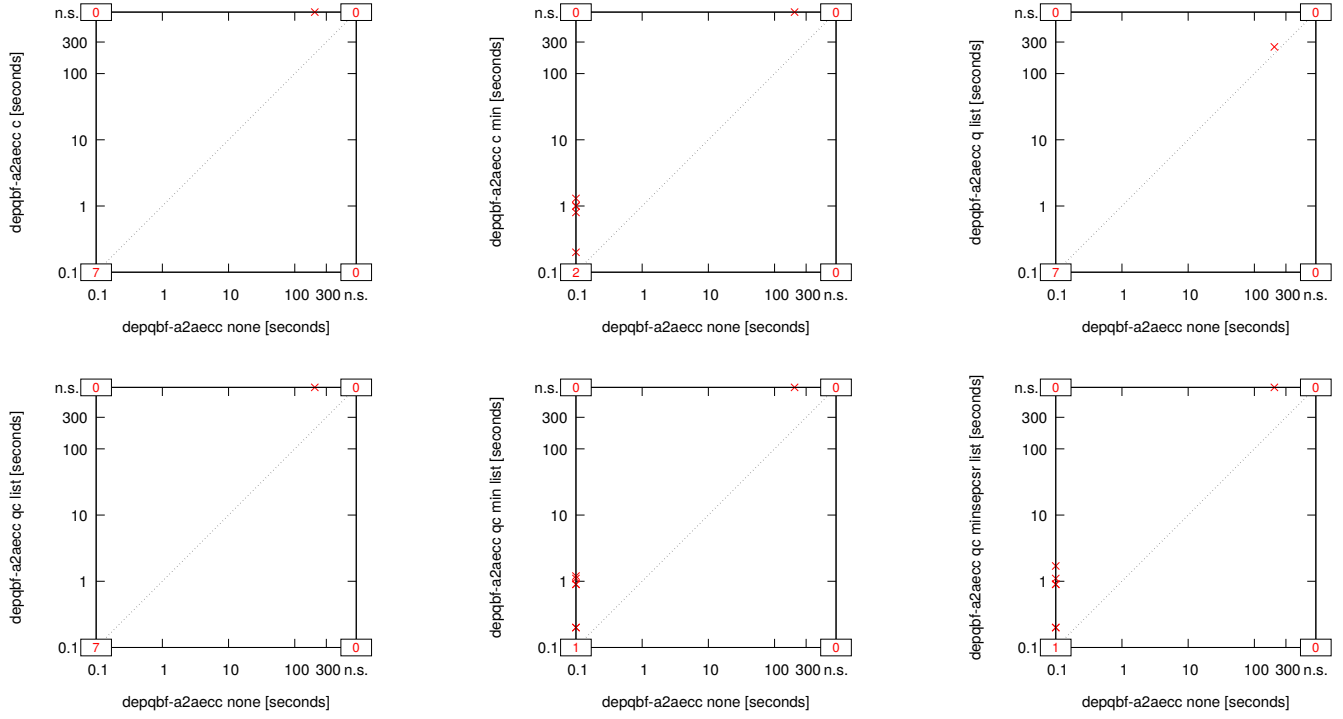 n.s. 0 0
300
100
10
1
0.1 7 0
0.1 1 10 100 300 n.s.
depqbf-a2aecc c [seconds]
depqbf-a2aecc none [seconds]
n.s. 0 0
300
100
10
1
0.1 2 0
0.1 1 10 100 300 n.s.
depqbf-a2aecc c min [seconds]
depqbf-a2aecc none [seconds]
n.s. 0 0
300
100
10
1
0.1 7 0
0.1 1 10 100 300 n.s.
depqbf-a2aecc q list [seconds]
depqbf-a2aecc none [seconds]
n.s. 0 0
300
100
10
1
0.1 7 0
0.1 1 10 100 300 n.s.
depqbf-a2aecc qc list [seconds]
depqbf-a2aecc none [seconds]
n.s. 0 0
300
100
10
1
0.1 1 0
0.1 1 10 100 300 n.s.
depqbf-a2aecc qc min list [seconds]
depqbf-a2aecc none [seconds]
n.s. 0 0
300
100
10
1
0.1 1 0
0.1 1 10 100 300 n.s.
depqbf-a2aecc qc minsepcsr list [seconds]
depqbf-a2aecc none [seconds]